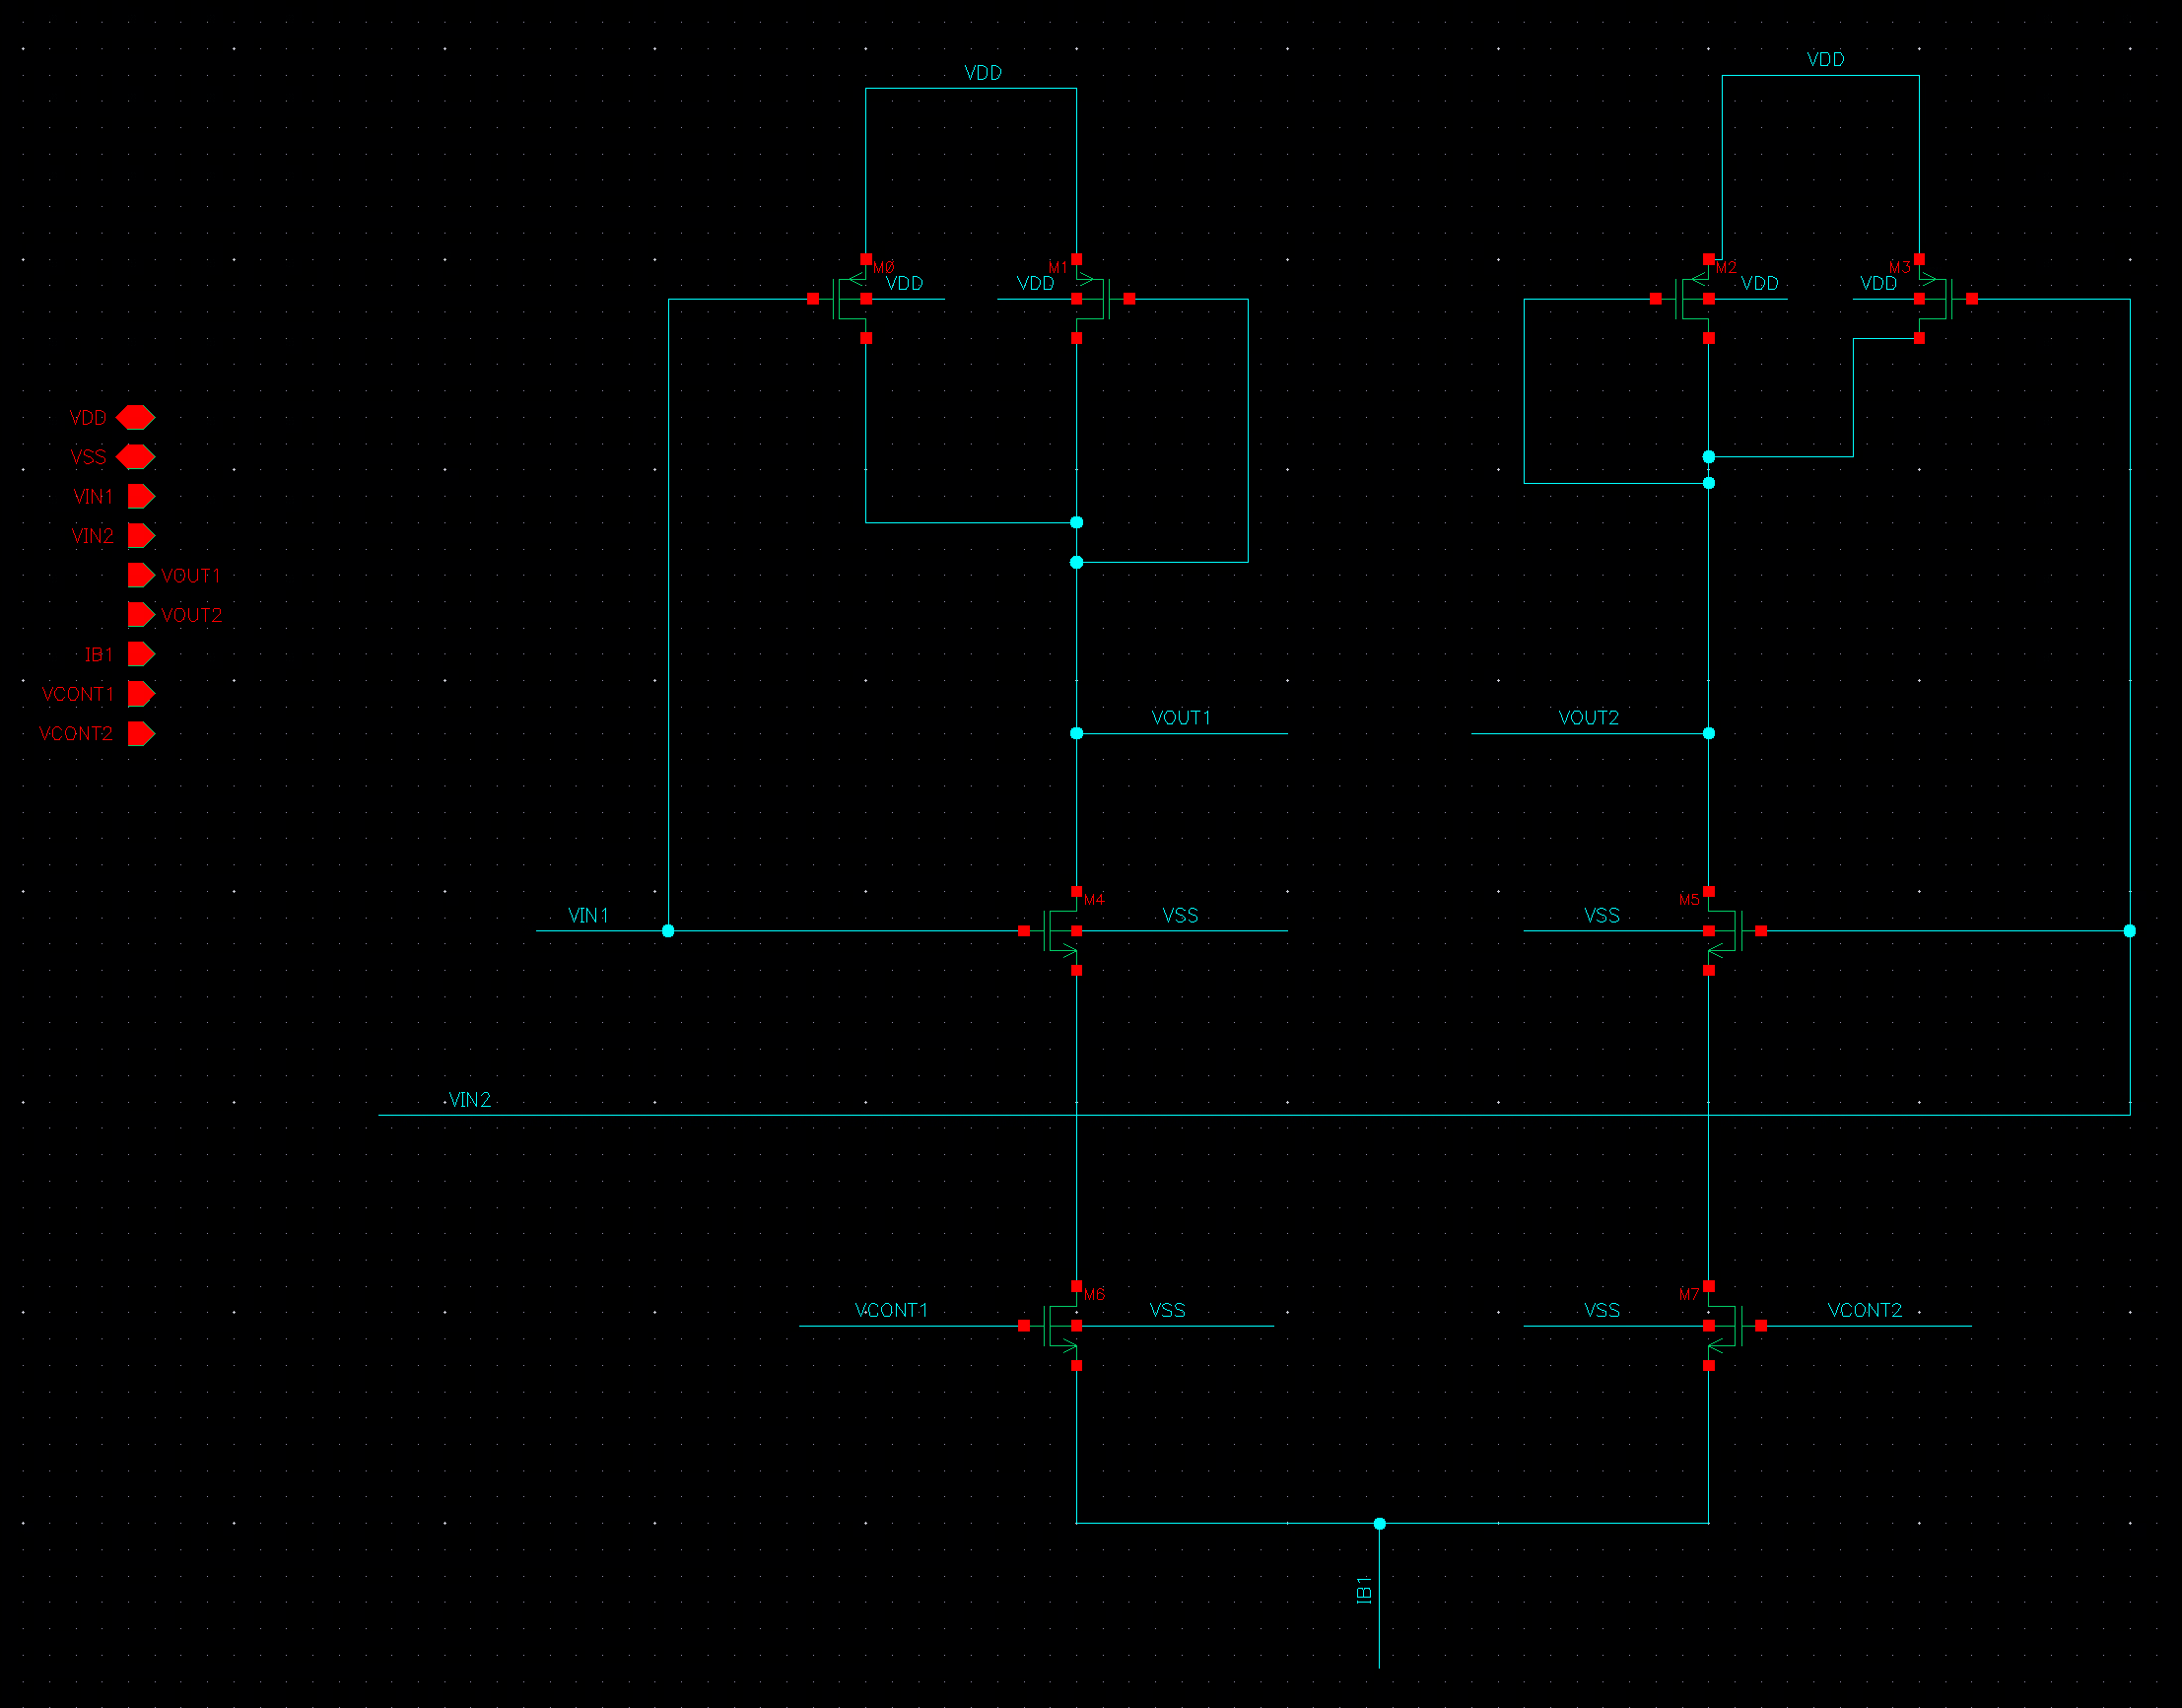 VDD
VDD
M0
M1
M2
M3
VDD
VDD
VDD
VDD
VDD
VSS
VIN1
VIN2
VOUT1
VOUT2
IB1
VCONT1
VCONT2
VOUT1
VOUT2
M4
M5
VIN1
VSS
VSS
VIN2
M6
M7
VCONT1
VSS
VSS
VCONT2
IB1